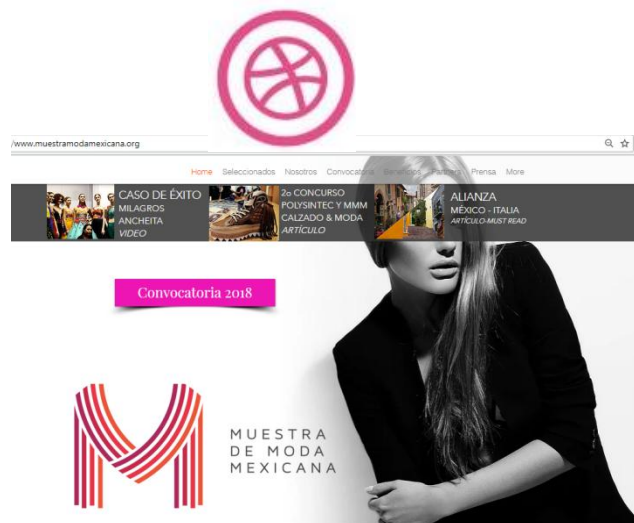 /www.muestramodamexicana.org
Home Seleccionados Nosotros Convocatoria Beneficios Partners Prensa More
CASO DE ÉXITO
MILAGROS
ANCHEITA
VIDEO
2o CONCURSO
POLYSINTEC Y MMM
CALZADO & MODA
ARTÍCULO
ALIANZA
MÉXICO - ITALIA
ARTÍCULO-MUST READ
Convocatoria 2018
MUESTRA
DE MODA
MEXICANA